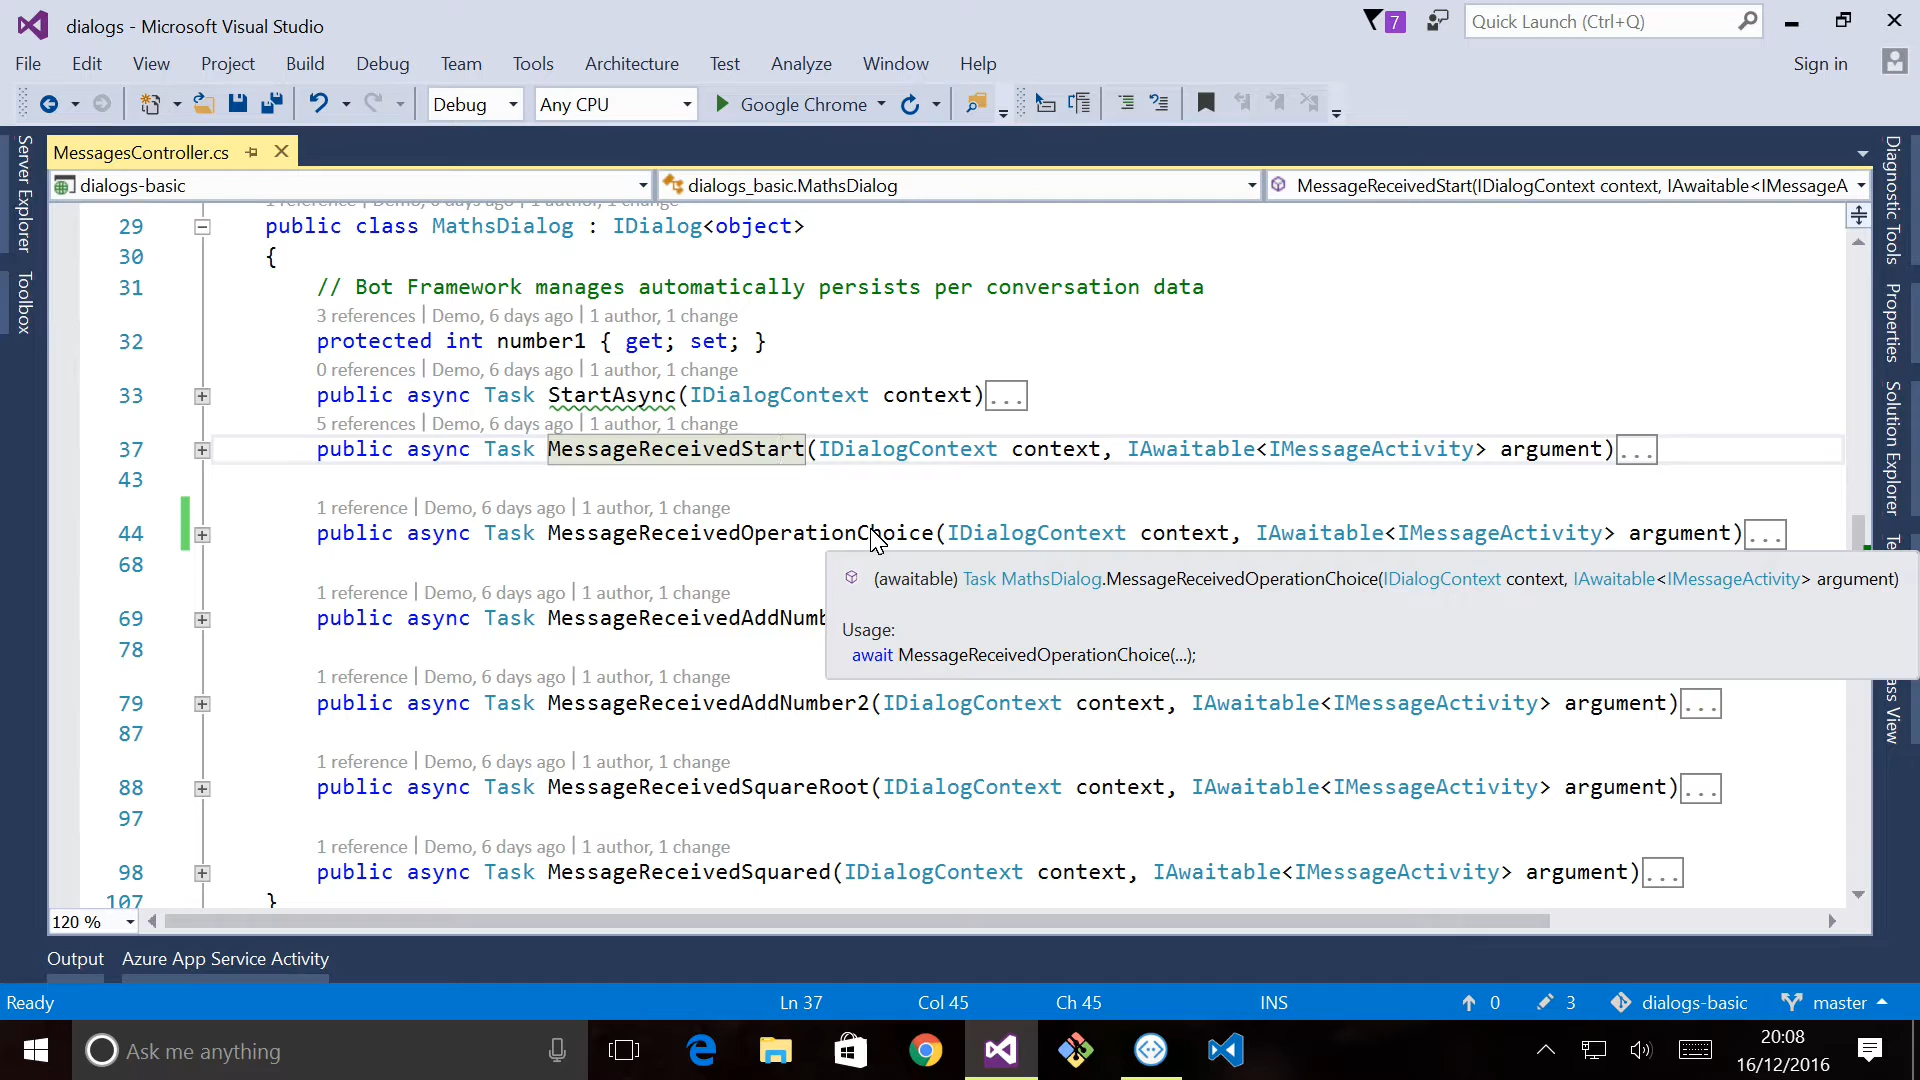 dialogs - Microsoft Visual Studio
7
Quick Launch (Ctrl+Q)
File Edit View Project Build Debug Team Tools Test Architecture Analyze Window Help
Sign in
Debug Any CPU Google Chrome
MessagesController.cs
dialogs-basic
dialogs_basic.MathsDialog
MessageReceivedStart(IDialogContext context, IAwaitable<IMessageA
Server Explorer
Toolbox
1 reference | Demo, 6 days ago | 1 author, 1 change
29 public class MathsDialog : IDialog<object>
30 {
31 // Bot Framework manages automatically persists per conversation data
3 references | Demo, 6 days ago | 1 author, 1 change
32 protected int number1 { get; set; }
0 references | Demo, 6 days ago | 1 author, 1 change
33 public async Task StartAsync(IDialogContext context)...
5 references | Demo, 6 days ago | 1 author, 1 change
37 public async Task MessageReceivedStart(IDialogContext context, IAwaitable<IMessageActivity> argument)...
43
1 reference | Demo, 6 days ago | 1 author, 1 change
44 public async Task MessageReceivedOperationChoice(IDialogContext context, IAwaitable<IMessageActivity> argument)...
68
(awaitable) Task MathsDialog.MessageReceivedOperationChoice(IDialogContext context, IAwaitable<IMessageActivity> argument)
Usage:
await MessageReceivedOperationChoice(...);
1 reference | Demo, 6 days ago | 1 author, 1 change
69 public async Task MessageReceivedAddNumb
78
1 reference | Demo, 6 days ago | 1 author, 1 change
79 public async Task MessageReceivedAddNumber2(IDialogContext context, IAwaitable<IMessageActivity> argument)...
87
1 reference | Demo, 6 days ago | 1 author, 1 change
88 public async Task MessageReceivedSquareRoot(IDialogContext context, IAwaitable<IMessageActivity> argument)...
97
1 reference | Demo, 6 days ago | 1 author, 1 change
98 public async Task MessageReceivedSquared(IDialogContext context, IAwaitable<IMessageActivity> argument)...
107 }
Diagnostic Tools
Properties
Solution Explorer
ass View
120 %
Output Azure App Service Activity
Ready Ln 37 Col 45 Ch 45 INS 0 3 dialogs-basic master
Ask me anything
20:08
16/12/2016